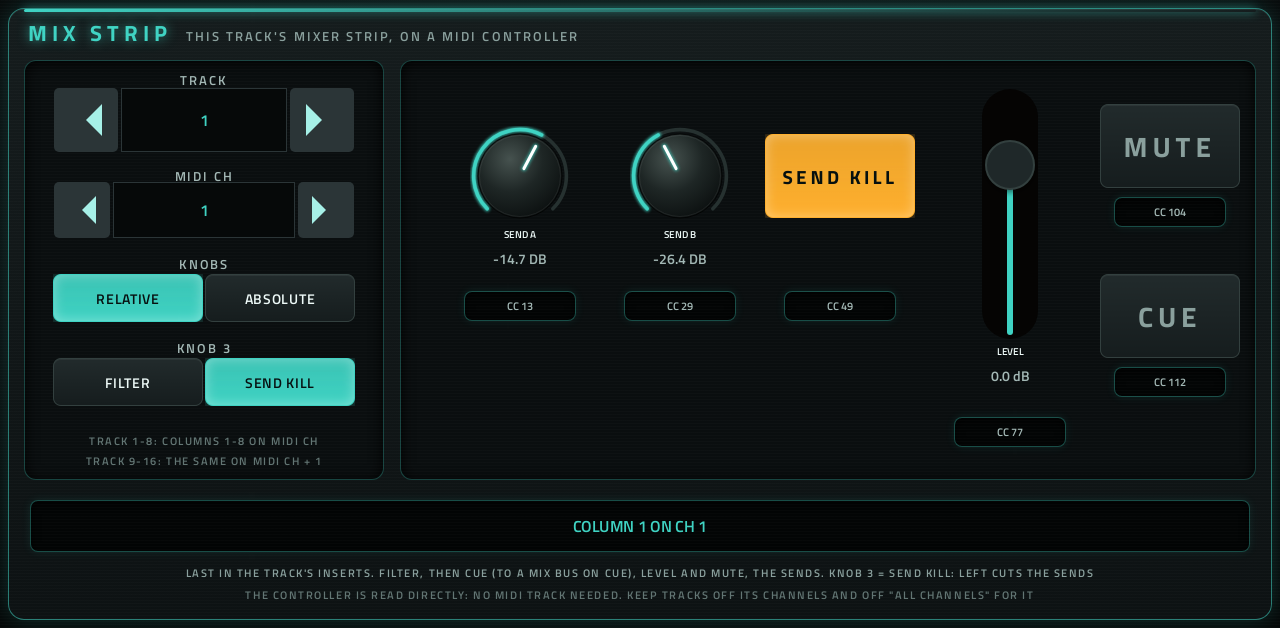 MIX STRIP THIS TRACK'S MIXER STRIP, ON A MIDI CONTROLLER
TRACK
1
MIDI CH
1
KNOBS
RELATIVE ABSOLUTE
KNOB 3
FILTER SEND KILL
TRACK 1-8: COLUMNS 1-8 ON MIDI CH
TRACK 9-16: THE SAME ON MIDI CH + 1
SEND A
-14.7 DB
CC 13
SEND B
-26.4 DB
CC 29
SEND KILL
CC 49
LEVEL
0.0 dB
CC 77
MUTE
CC 104
CUE
CC 112
COLUMN 1 ON CH 1
LAST IN THE TRACK'S INSERTS. FILTER, THEN CUE (TO A MIX BUS ON CUE), LEVEL AND MUTE, THE SENDS. KNOB 3 = SEND KILL: LEFT CUTS THE SENDS
THE CONTROLLER IS READ DIRECTLY: NO MIDI TRACK NEEDED. KEEP TRACKS OFF ITS CHANNELS AND OFF "ALL CHANNELS" FOR IT